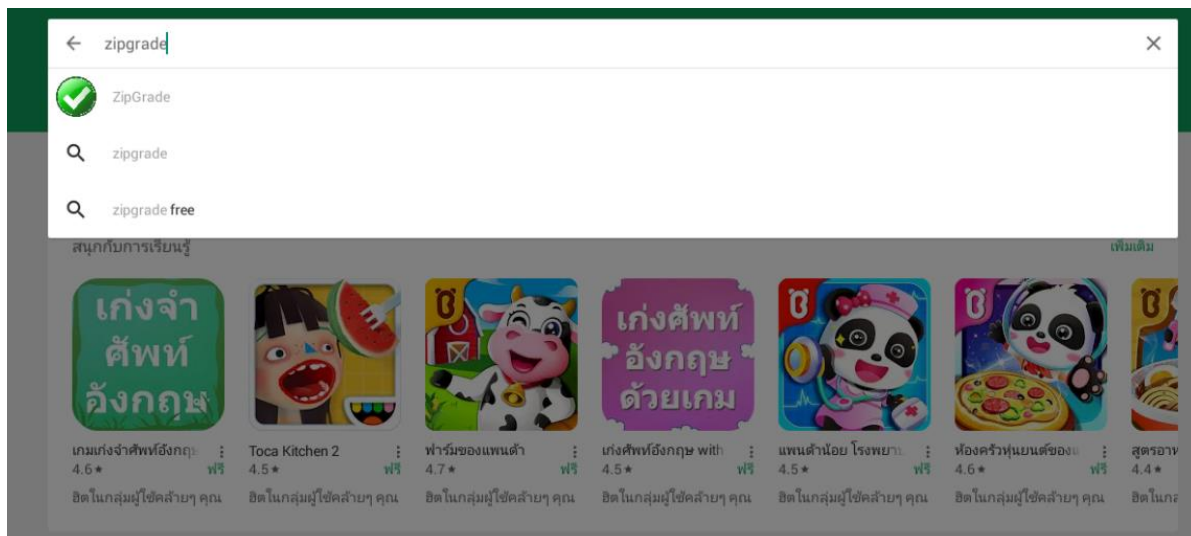 zipgrade
ZipGrade
zipgrade
zipgrade free
สนุกกับการเรียนรู้
เพิ่มเติม
เก่งจำ
ศัพท์
อังกฤษ
เก่งศัพท์
อังกฤษ
ด้วยเกม
เกมเก่งจำศัพท์อังกฤษ
4.6★ ฟรี
ฮิตในกลุ่มผู้ใช้คล้ายๆ คุณ
Toca Kitchen 2
4.5★ ฟรี
ฮิตในกลุ่มผู้ใช้คล้ายๆ คุณ
ฟาร์มของแพนด้า
4.7★ ฟรี
ฮิตในกลุ่มผู้ใช้คล้ายๆ คุณ
เก่งศัพท์อังกฤษ with
4.5★ ฟรี
ฮิตในกลุ่มผู้ใช้คล้ายๆ คุณ
แพนด้าน้อย โรงพยา
4.5★ ฟรี
ฮิตในกลุ่มผู้ใช้คล้ายๆ คุณ
ห้องครัวหุ่นยนต์ของ
4.6★ ฟรี
ฮิตในกลุ่มผู้ใช้คล้ายๆ คุณ
สูตรอาห
4.4★
ฮิตในกล